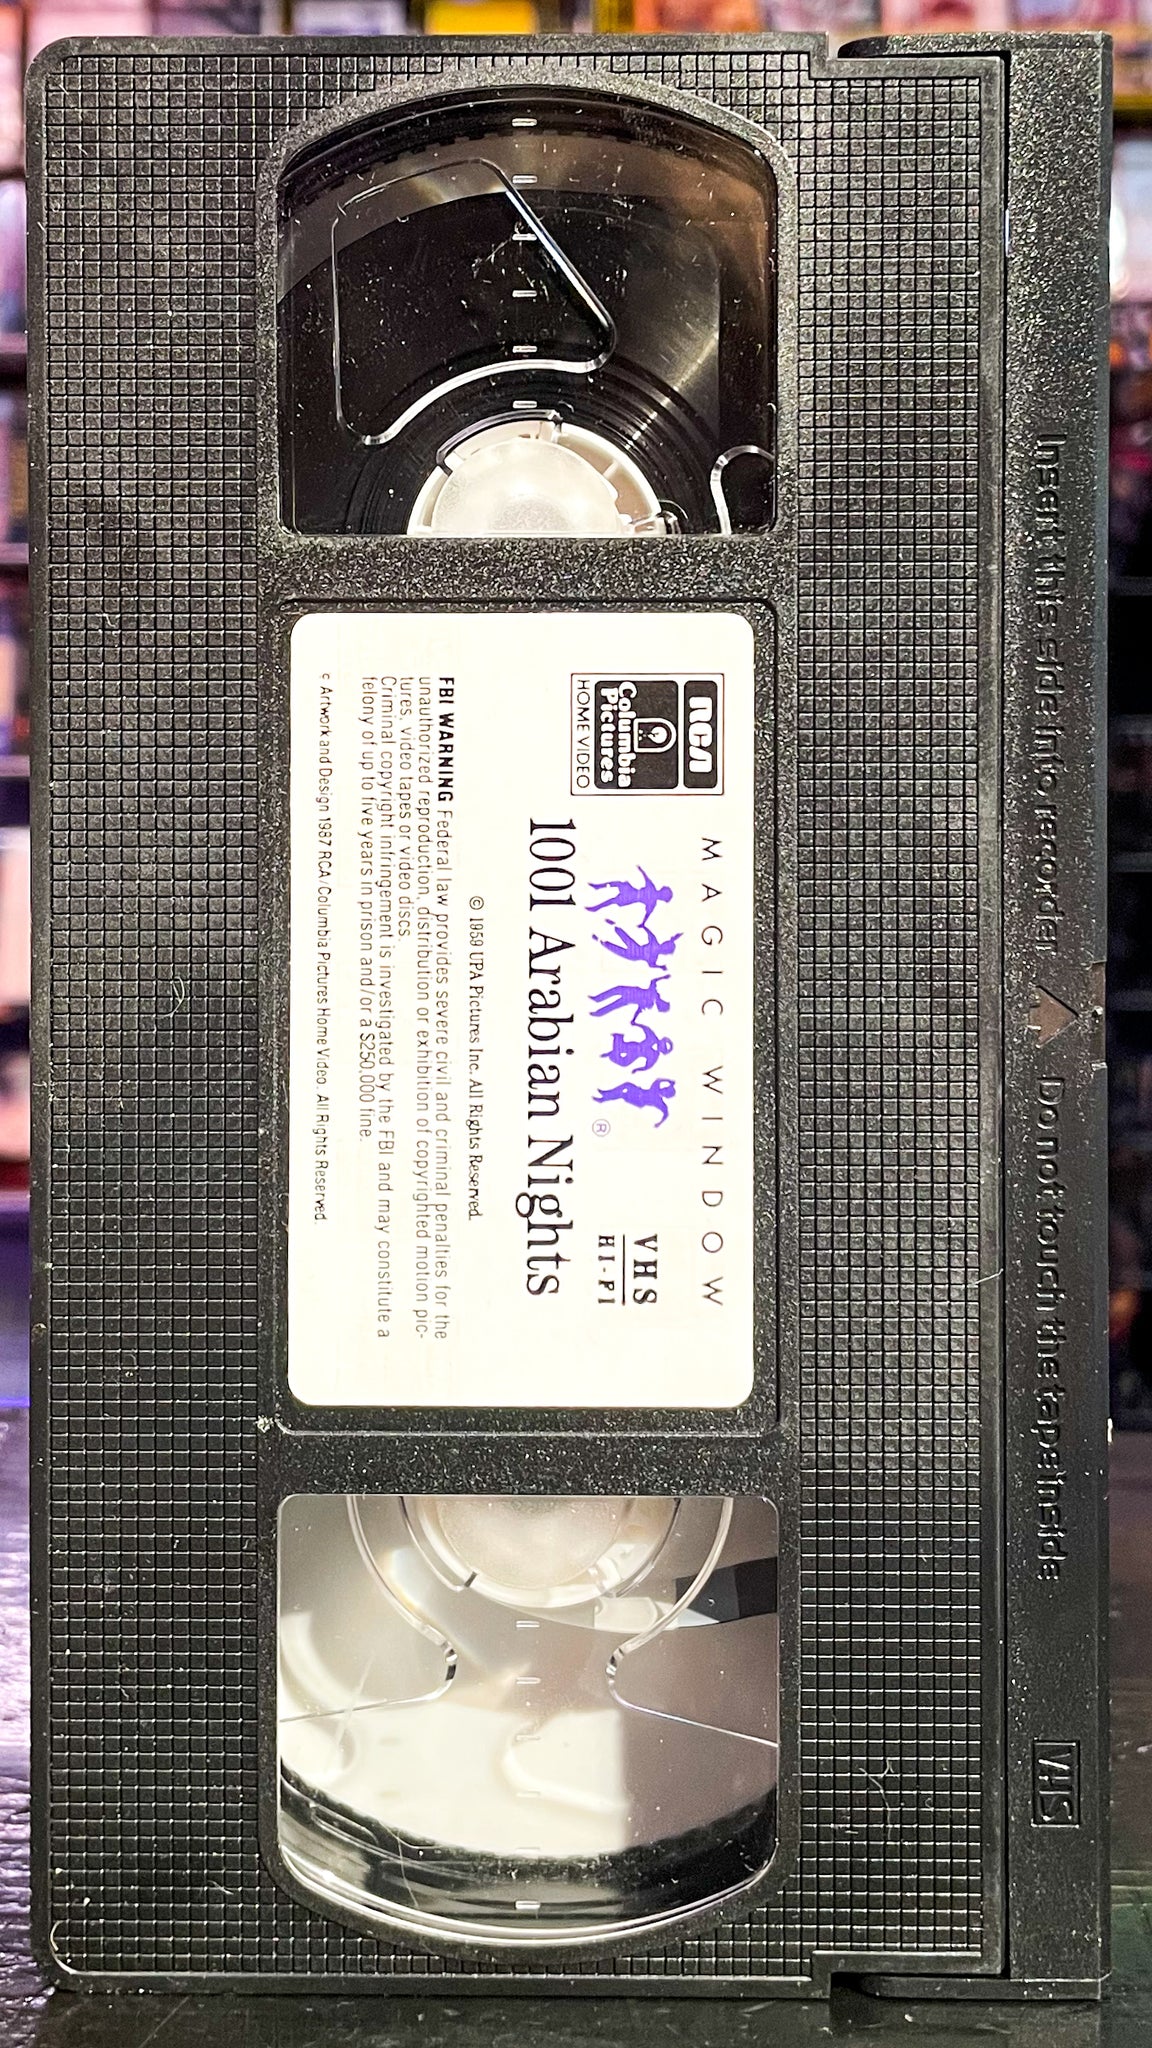 RCA
Columbia
Pictures
HOME VIDEO
MAGIC WINDOW
®
VHS
HI-FI
1001 Arabian Nights
© 1959 UPA Pictures Inc. All Rights Reserved.
FBI WARNING Federal law provides severe civil and criminal penalties for the
unauthorized reproduction, distribution or exhibition of copyrighted motion pic-
tures, video tapes or video discs.
Criminal copyright infringement is investigated by the FBI and may constitute a
felony of up to five years in prison and/or a $250,000 fine.
© Artwork and Design 1987 RCA/Columbia Pictures Home Video. All Rights Reserved.
Insert this side into recorder Do not touch the tape inside
VHS